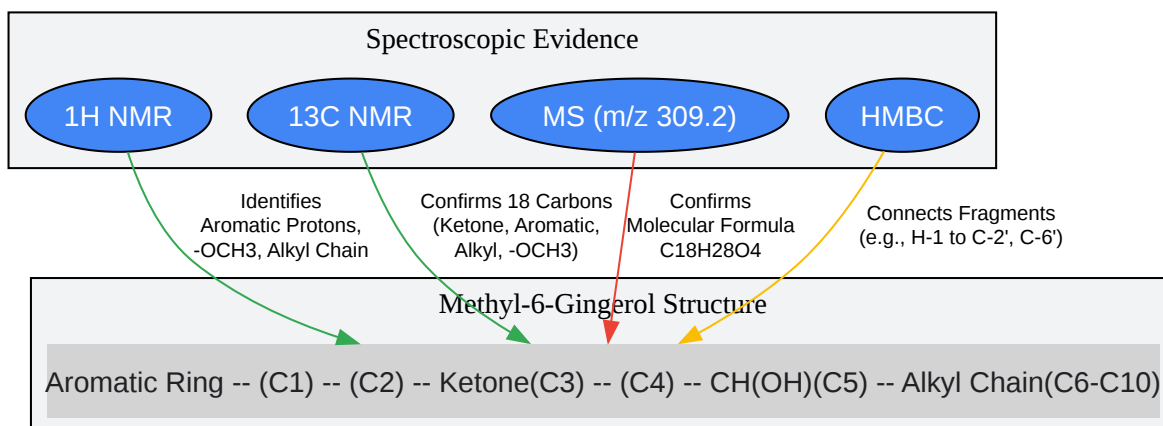 Spectroscopic Evidence
1H NMR
13C NMR
MS (m/z 309.2)
HMBC
Identifies
Aromatic Protons,
-OCH3, Alkyl Chain
Confirms 18 Carbons
(Ketone, Aromatic,
Alkyl, -OCH3)
Confirms
Molecular Formula
C18H28O4
Connects Fragments
(e.g., H-1 to C-2', C-6')
Methyl-6-Gingerol Structure
Aromatic Ring -- (C1) -- (C2) -- Ketone(C3) -- (C4) -- CH(OH)(C5) -- Alkyl Chain(C6-C10)